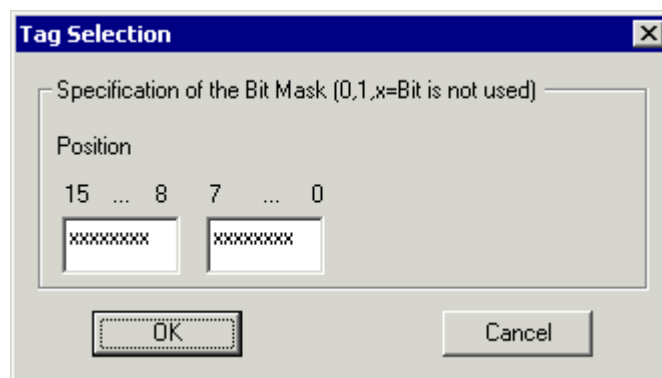 Tag Selection
Specification of the Bit Mask (0,1,x=Bit is not used)
Position
15 ... 8 7 ... 0
xxxxxxxx xxxxxxxx
OK Cancel